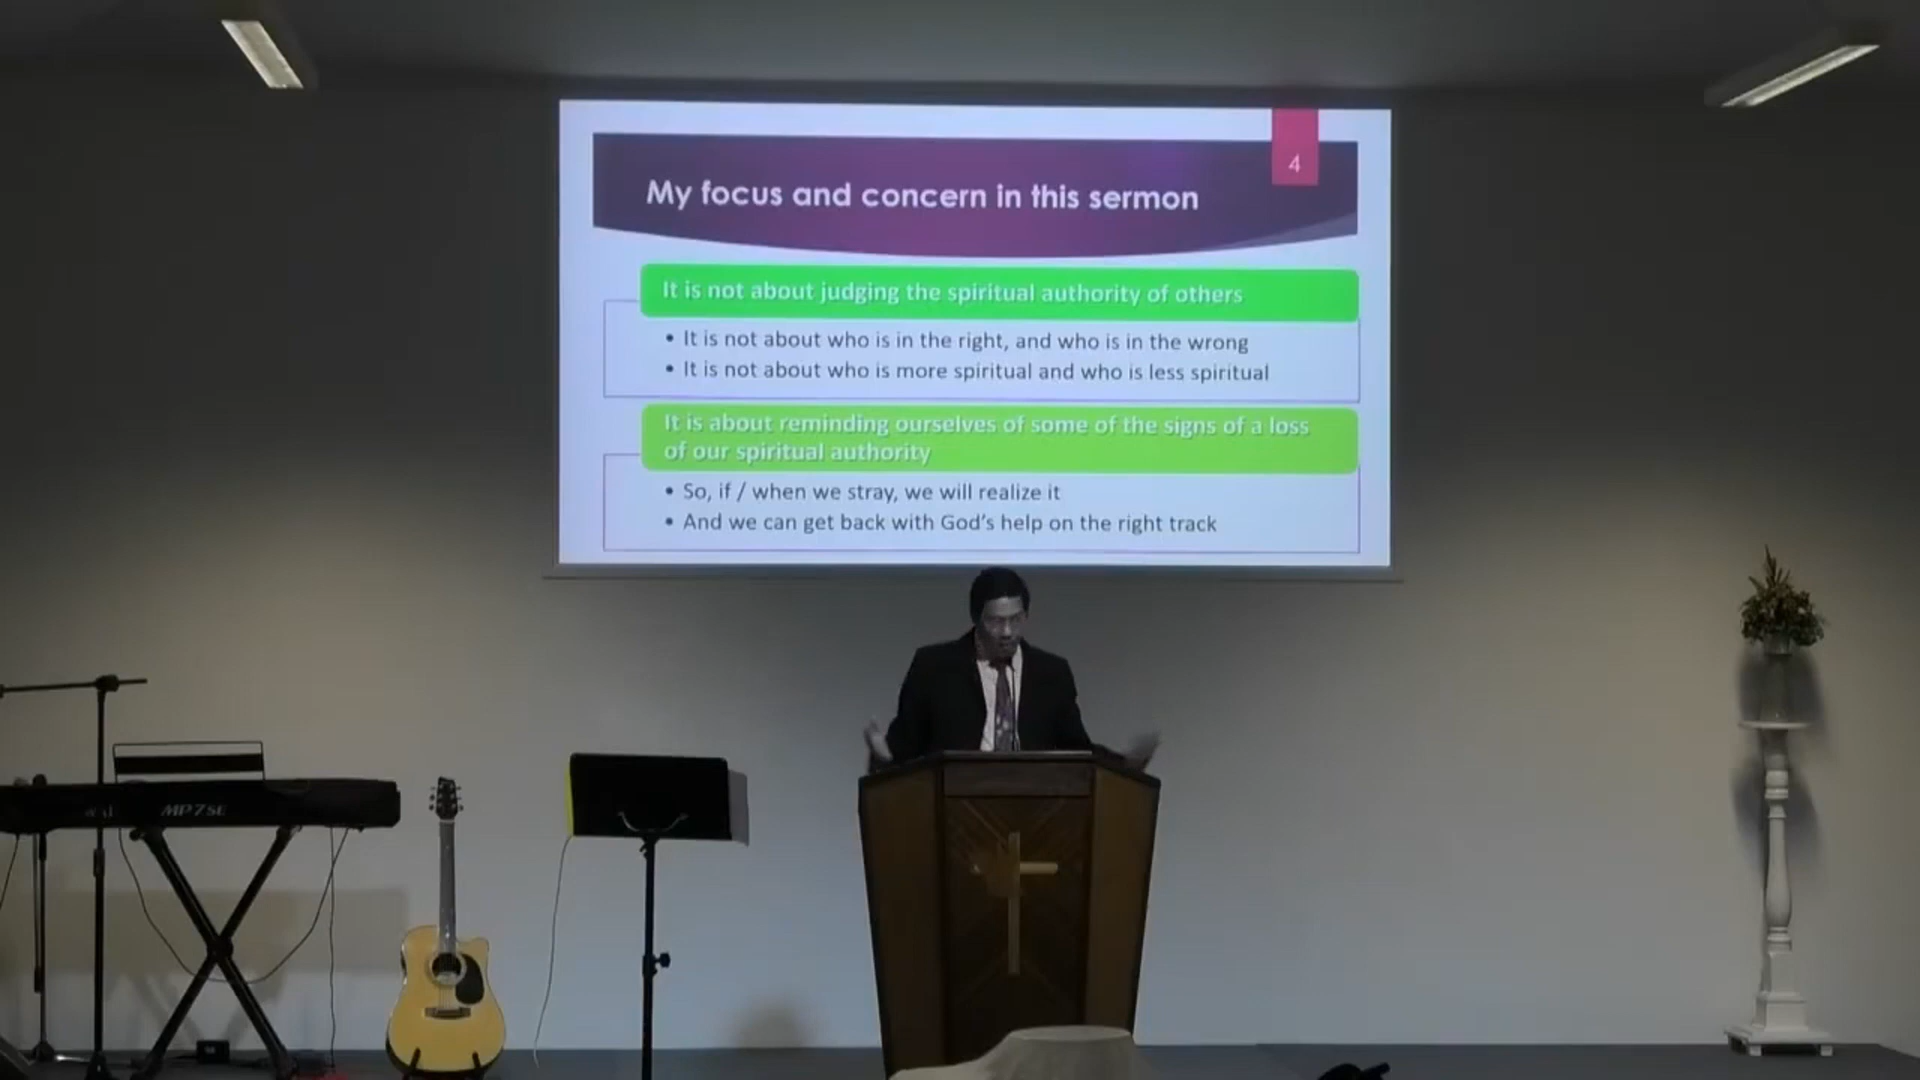 4
My focus and concern in this sermon
It is not about judging the spiritual authority of others
• It is not about who is in the right, and who is in the wrong
• It is not about who is more spiritual and who is less spiritual
It is about reminding ourselves of some of the signs of a loss
of our spiritual authority
• So, if / when we stray, we will realize it
• And we can get back with God's help on the right track
MP7SE